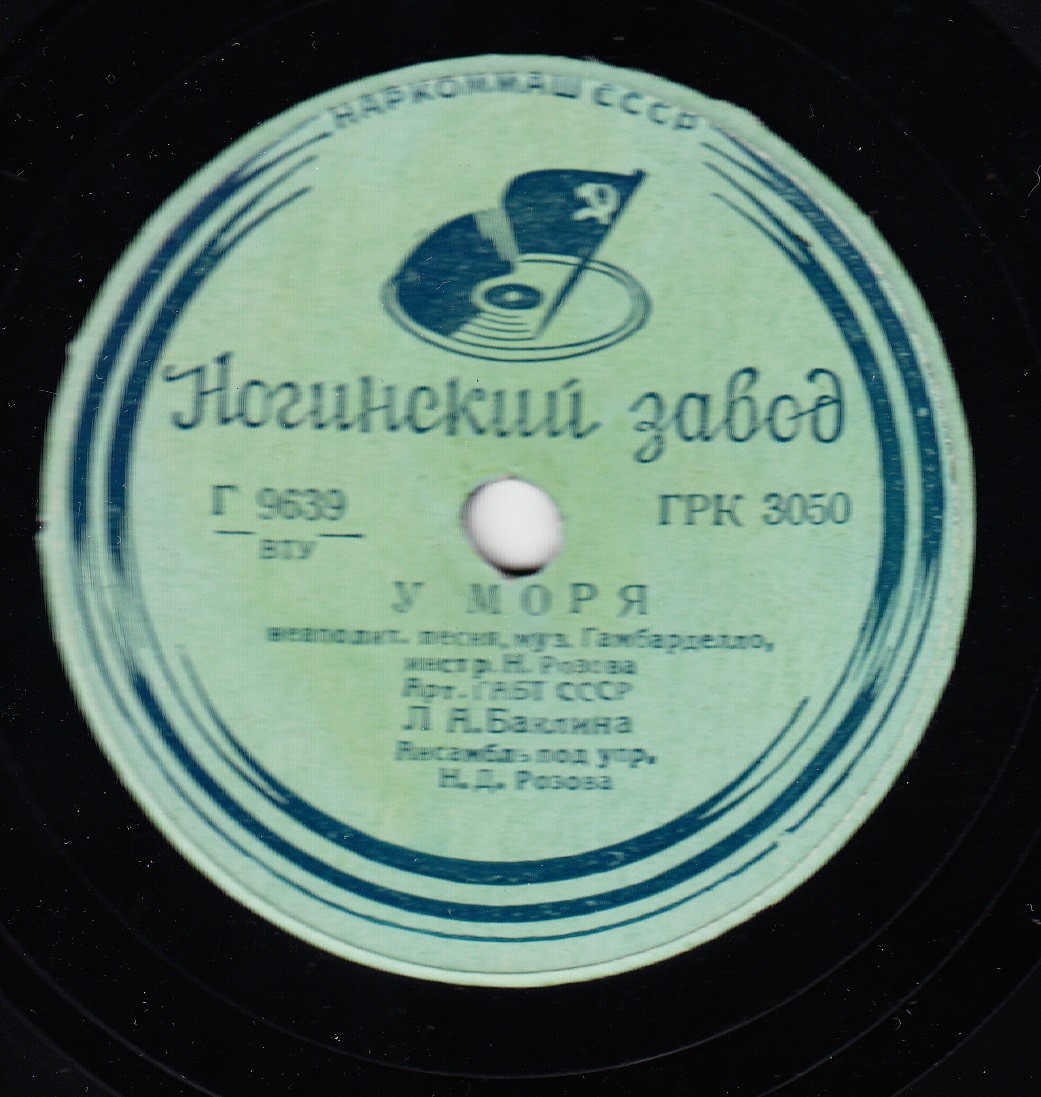 НАРКОММАШ СССР
Ногинский завод
Г 9639
ВТУ
ГРК 3050
У МОРЯ
неаполит. песня, муз. Гамбарделло,
инстр. Н. Розова
Арт. ГАБТ СССР
Л А. Баклина
Ансамбль под упр.
Н. Д. Розова